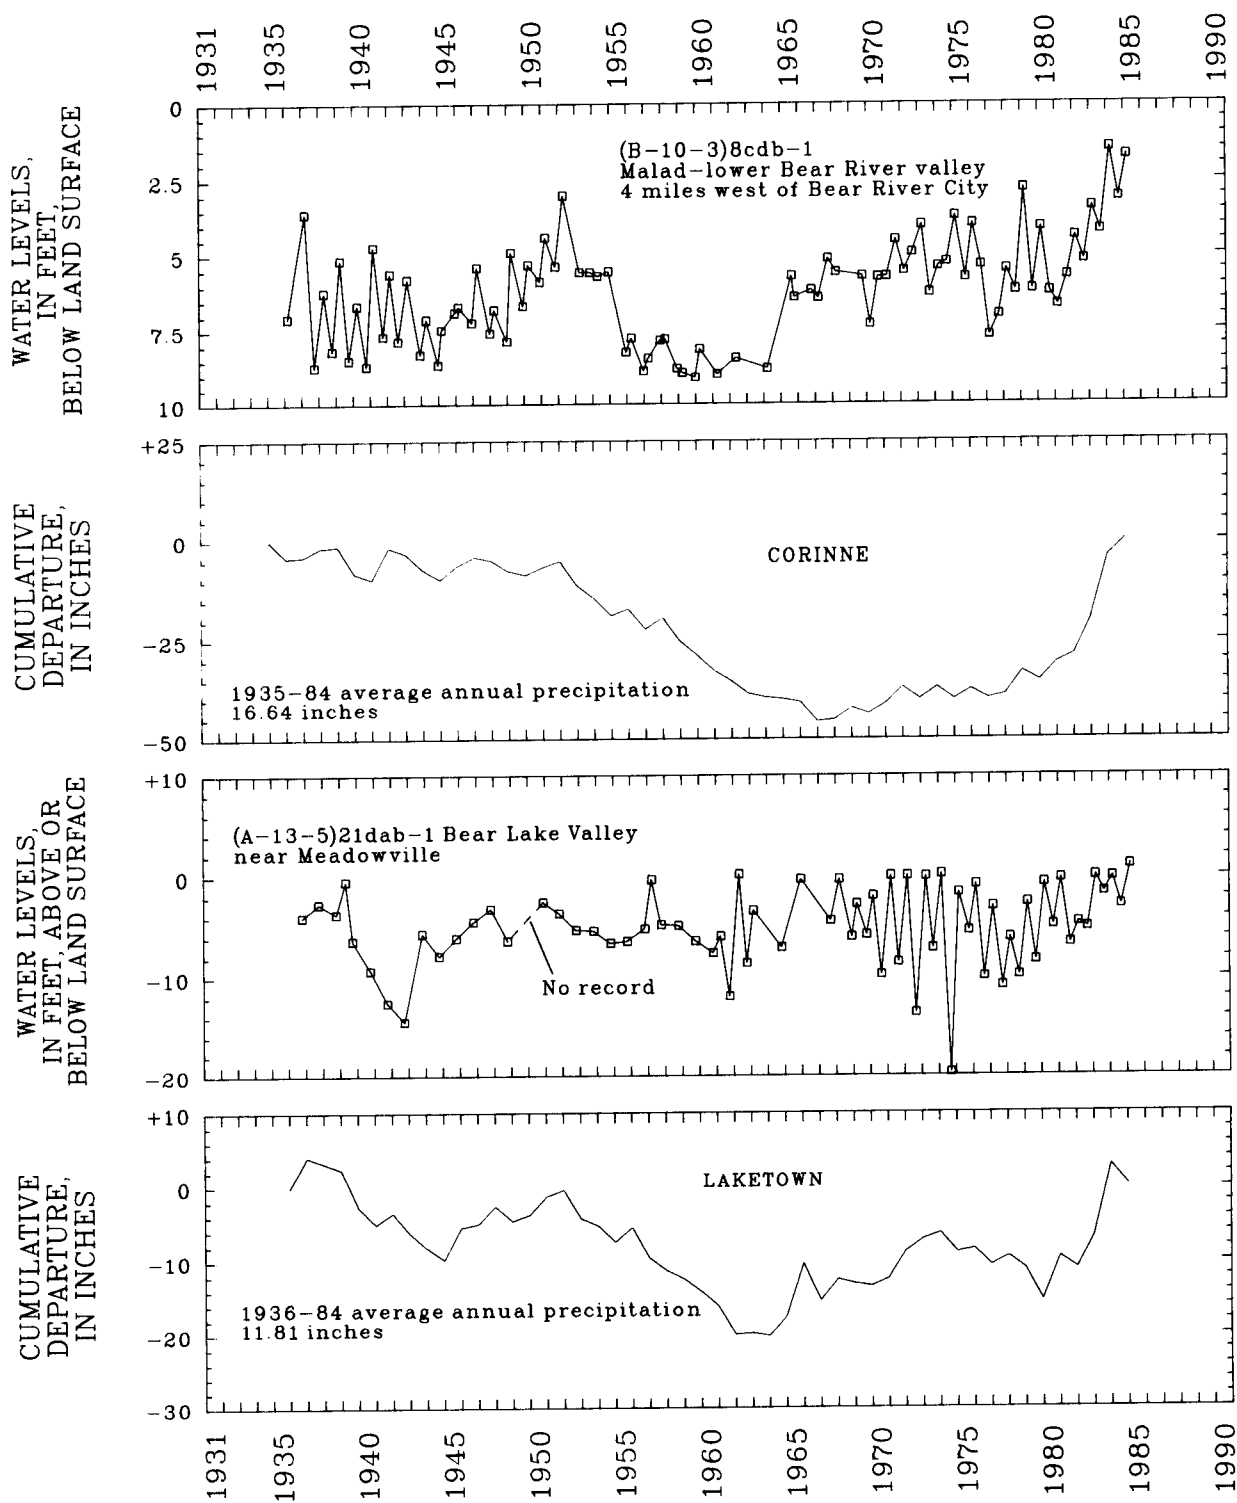 1931 1935 1940 1945 1950 1955 1960 1965 1970 1975 1980 1985 1990
WATER LEVELS,
IN FEET,
BELOW LAND SURFACE
0
2.5
5
7.5
10
(B-10-3)8cdb-1
Malad-lower Bear River valley
4 miles west of Bear River City
CUMULATIVE
DEPARTURE,
IN INCHES
+25
0
-25
-50
CORINNE
1935-84 average annual precipitation
16.64 inches
WATER LEVELS,
IN FEET, ABOVE OR
BELOW LAND SURFACE
+10
0
-10
-20
(A-13-5)21dab-1 Bear Lake Valley
near Meadowville
No record
CUMULATIVE
DEPARTURE,
IN INCHES
+10
0
-10
-20
-30
LAKETOWN
1936-84 average annual precipitation
11.81 inches
1931 1935 1940 1945 1950 1955 1960 1965 1970 1975 1980 1985 1990